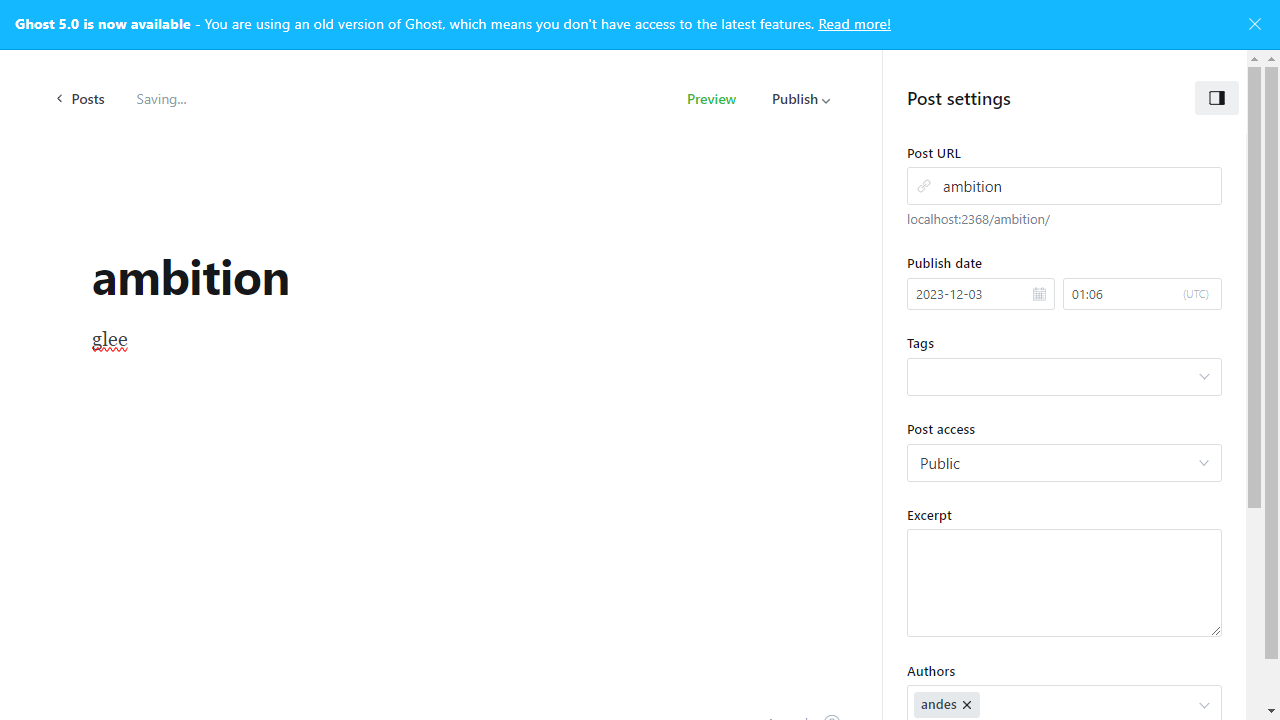 Ghost 5.0 is now available - You are using an old version of Ghost, which means you don't have access to the latest features. Read more!
Posts
Saving...
Preview
Publish
ambition
glee
Post settings
Post URL
ambition
localhost:2368/ambition/
Publish date
2023-12-03
01:06
(UTC)
Tags
Post access
Public
Excerpt
Authors
andes